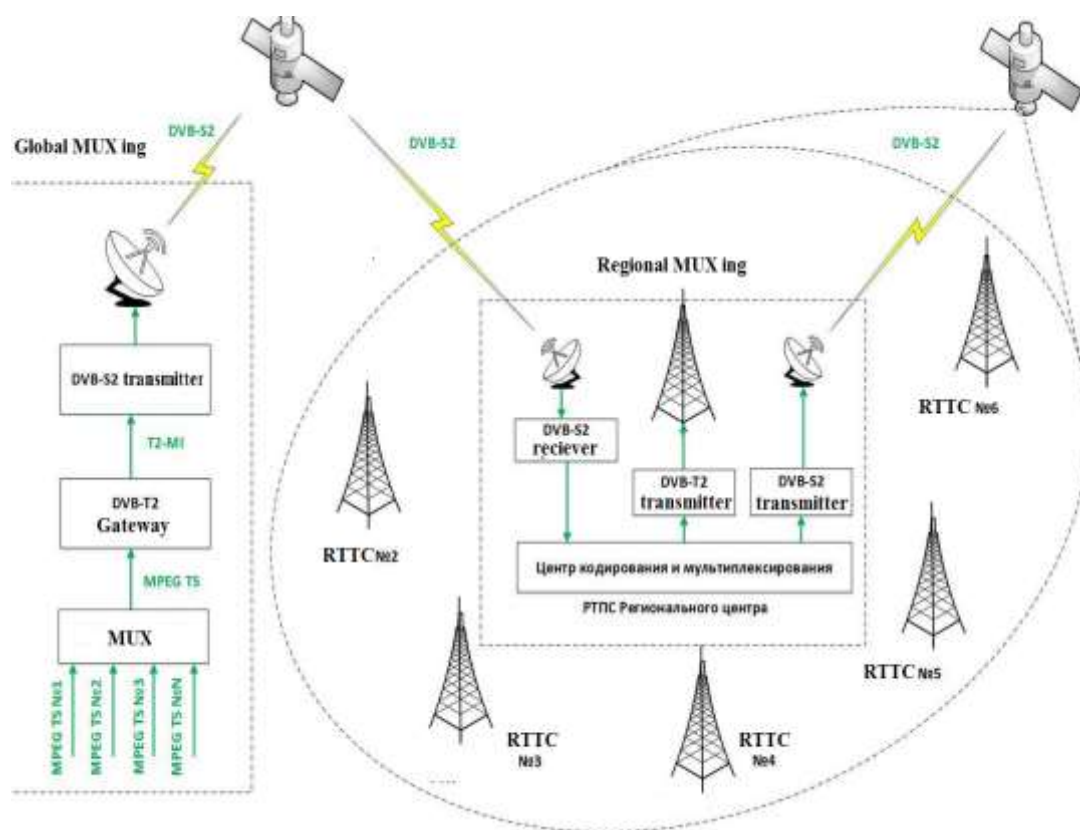 DVB-S2
Global MUX ing
DVB-S2
DVB-S2
Regional MUX ing
DVB-S2 transmitter
T2-MI
DVB-T2
Gateway
MPEG TS
MUX
MPEG TS №1
MPEG TS №2
MPEG TS №3
MPEG TS №N
DVB-S2
reciever
DVB-T2
transmitter
DVB-S2
transmitter
Центр кодирования и мультиплексирования
РТПС Регионального центра
RTTC №6
RTTC №2
RTTC №5
RTTC
№3
RTTC
№4